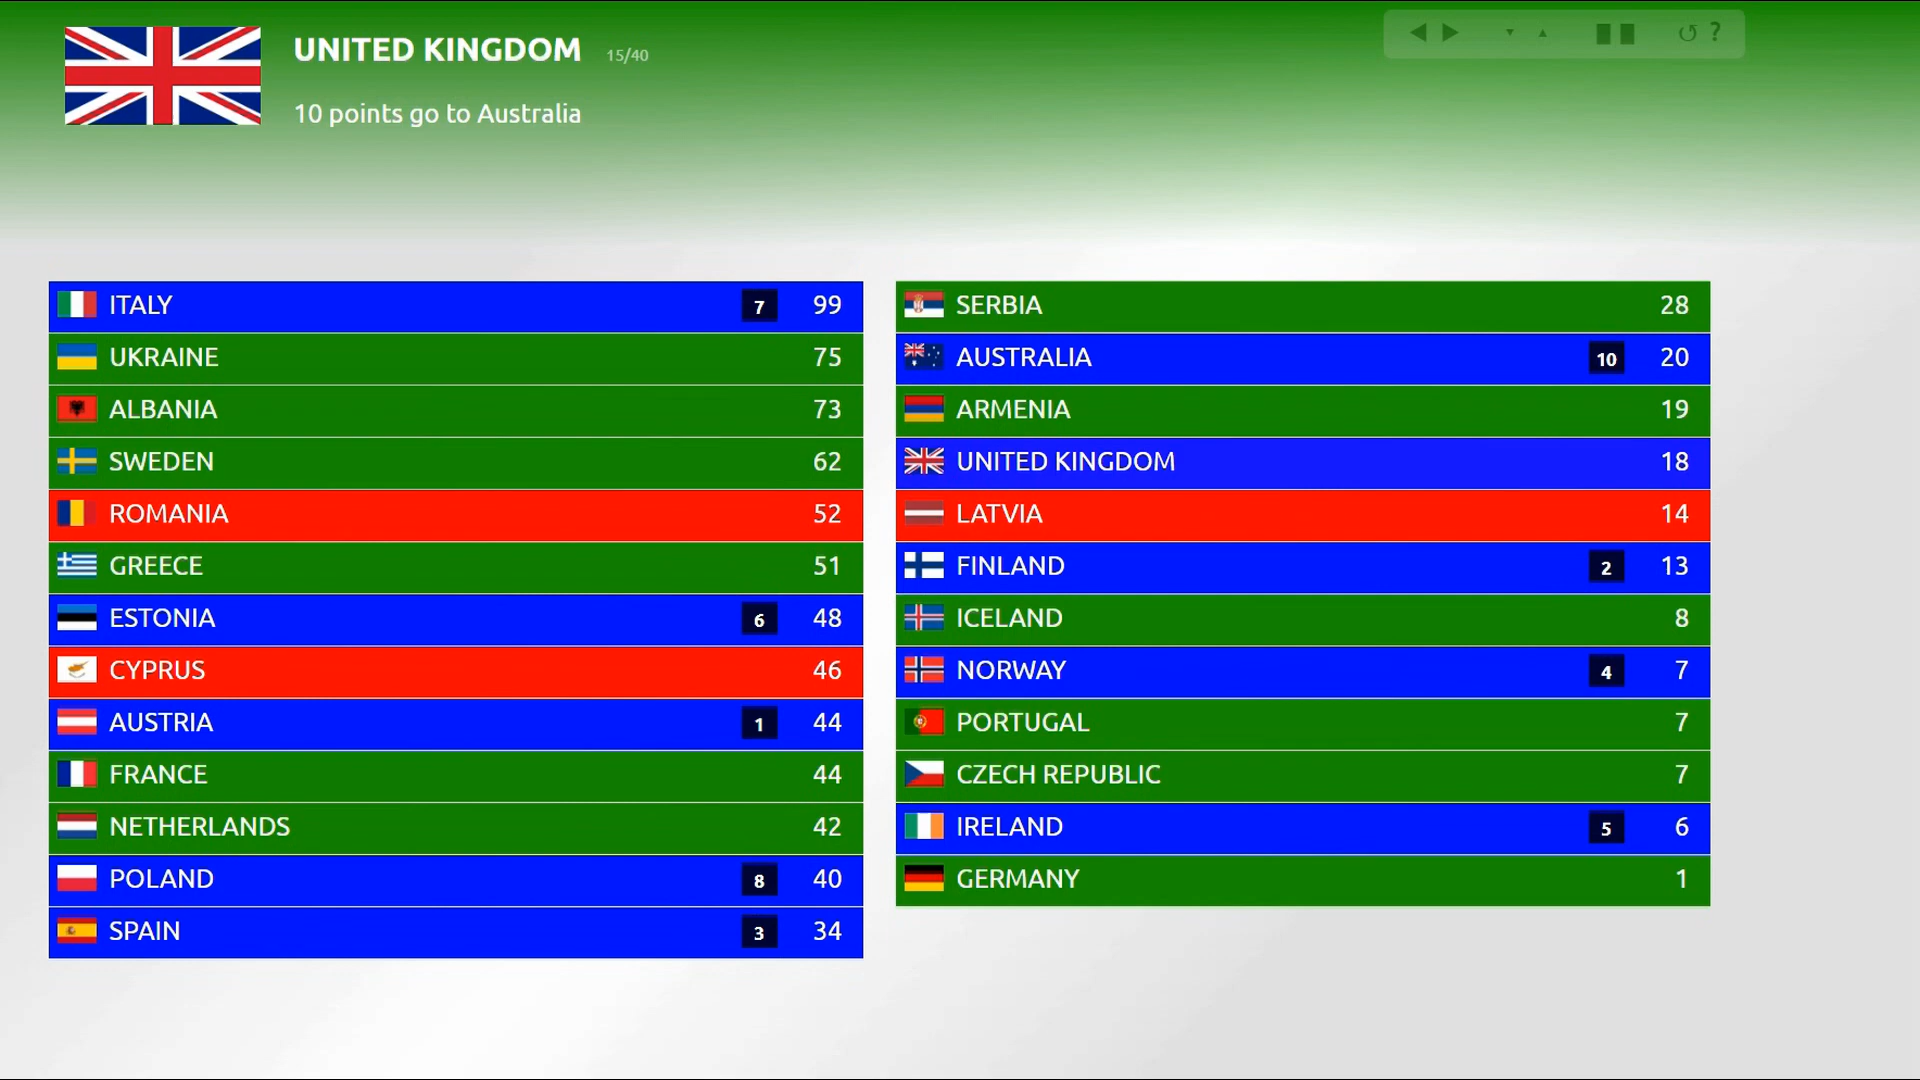 UNITED KINGDOM 15/40
10 points go to Australia
?
ITALY 7 99
UKRAINE 75
ALBANIA 73
SWEDEN 62
ROMANIA 52
GREECE 51
ESTONIA 6 48
CYPRUS 46
AUSTRIA 1 44
FRANCE 44
NETHERLANDS 42
POLAND 8 40
SPAIN 3 34
SERBIA 28
AUSTRALIA 10 20
ARMENIA 19
UNITED KINGDOM 18
LATVIA 14
FINLAND 2 13
ICELAND 8
NORWAY 4 7
PORTUGAL 7
CZECH REPUBLIC 7
IRELAND 5 6
GERMANY 1